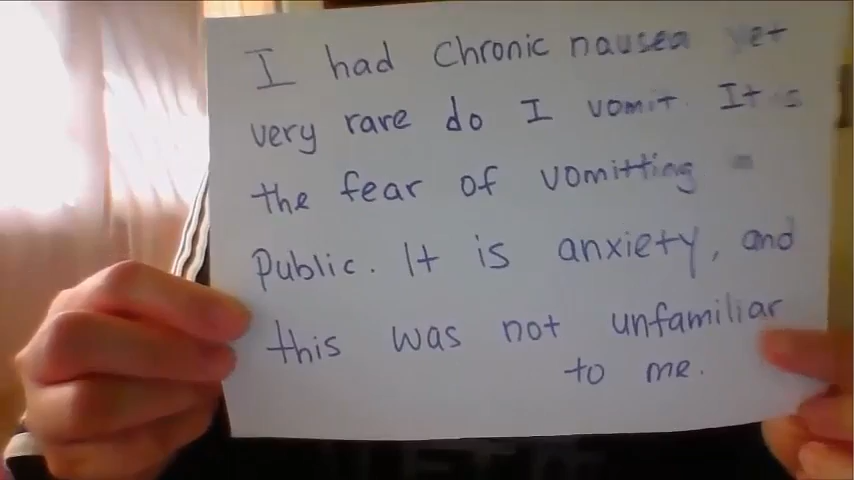 I had Chronic nausea yet
very rare do I vomit. It is
the fear of vomitting
Public. It is anxiety, and
this was not unfamiliar
to me.